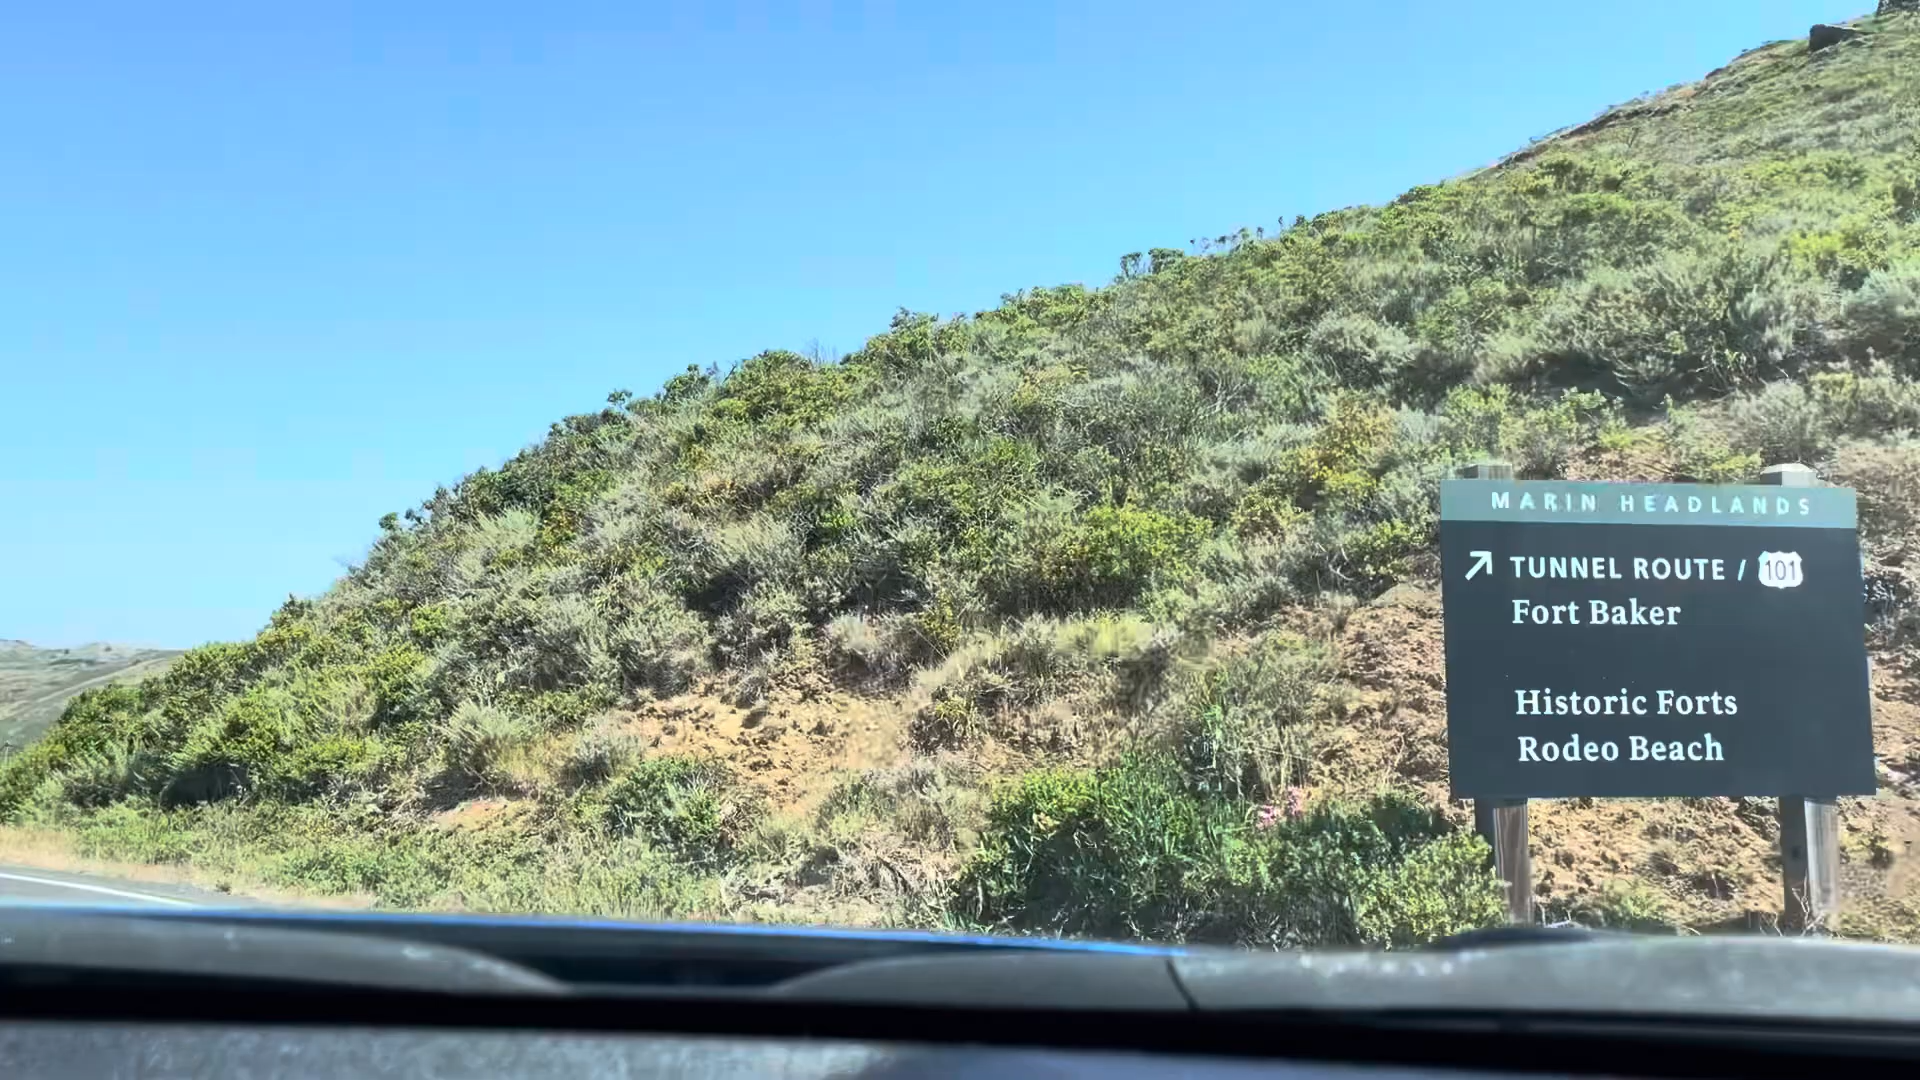 MARIN HEADLANDS
TUNNEL ROUTE / 101
Fort Baker
Historic Forts
Rodeo Beach